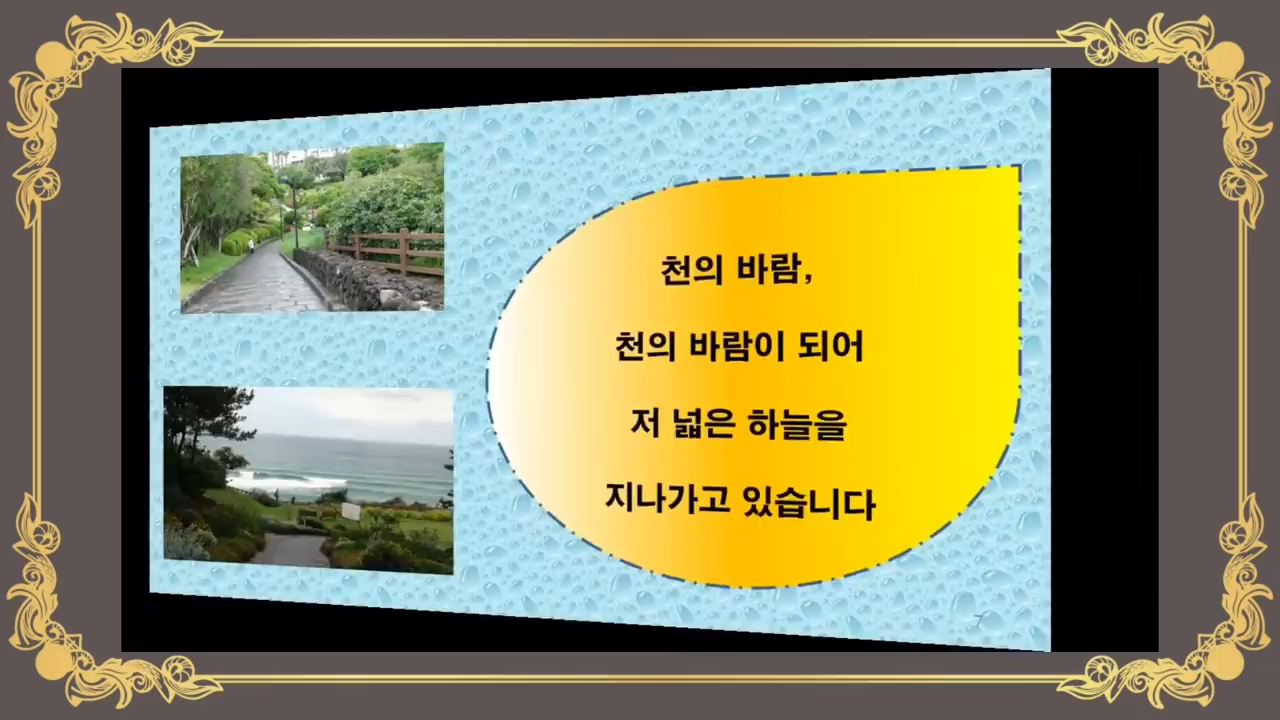 천의 바람,
천의 바람이 되어
저 넓은 하늘을
지나가고 있습니다
7